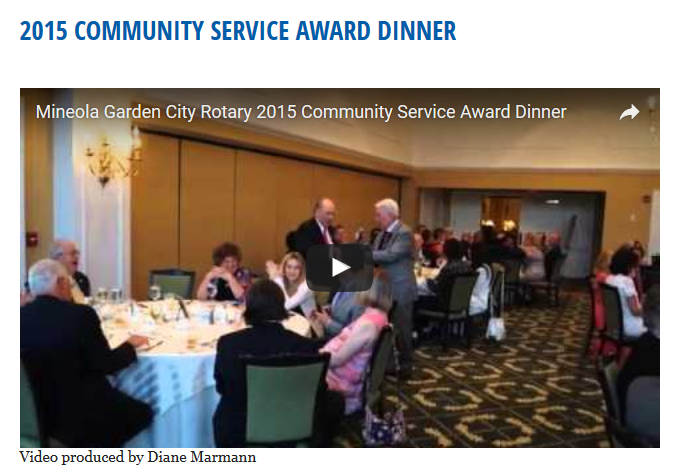 2015 COMMUNITY SERVICE AWARD DINNER
Mineola Garden City Rotary 2015 Community Service Award Dinner
Video produced by Diane Marmann